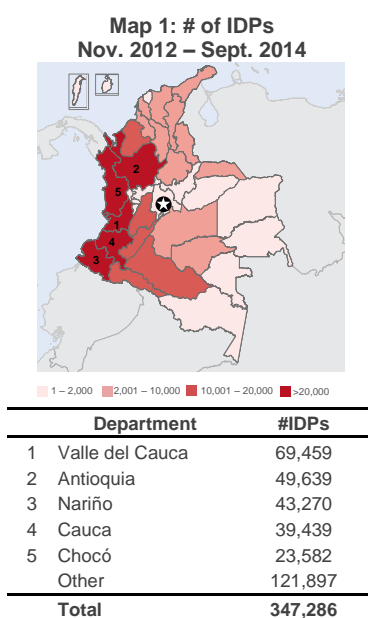 Map 1: # of IDPs
Nov. 2012 – Sept. 2014
2
5
1
4
3
1 – 2,000 2,001 – 10,000 10,001 – 20,000 >20,000
Department #IDPs
1 Valle del Cauca 69,459
2 Antioquia 49,639
3 Nariño 43,270
4 Cauca 39,439
5 Chocó 23,582
Other 121,897
Total 347,286